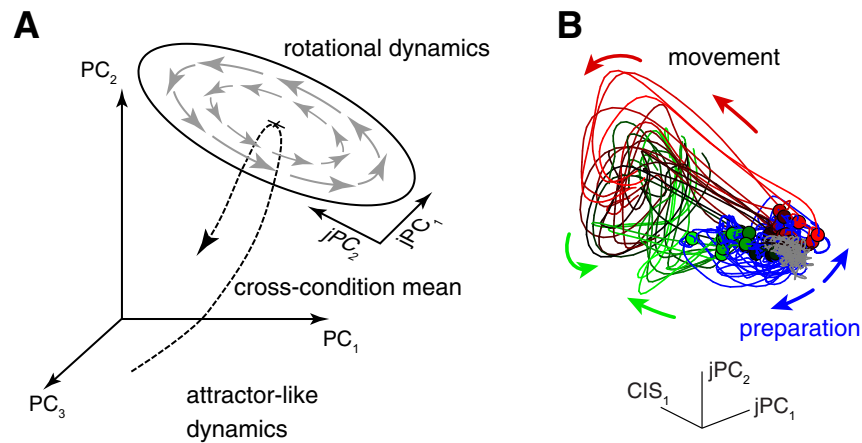 A
rotational dynamics
PC2
jPC1
jPC2
cross-condition mean
PC1
PC3
attractor-like
dynamics
B
movement
preparation
jPC2
CIS1
jPC1